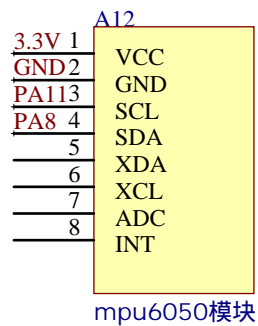 A12
3.3V 1 VCC
GND 2 GND
PA11 3 SCL
PA8 4 SDA
5 XDA
6 XCL
7 ADC
8 INT
mpu6050模块